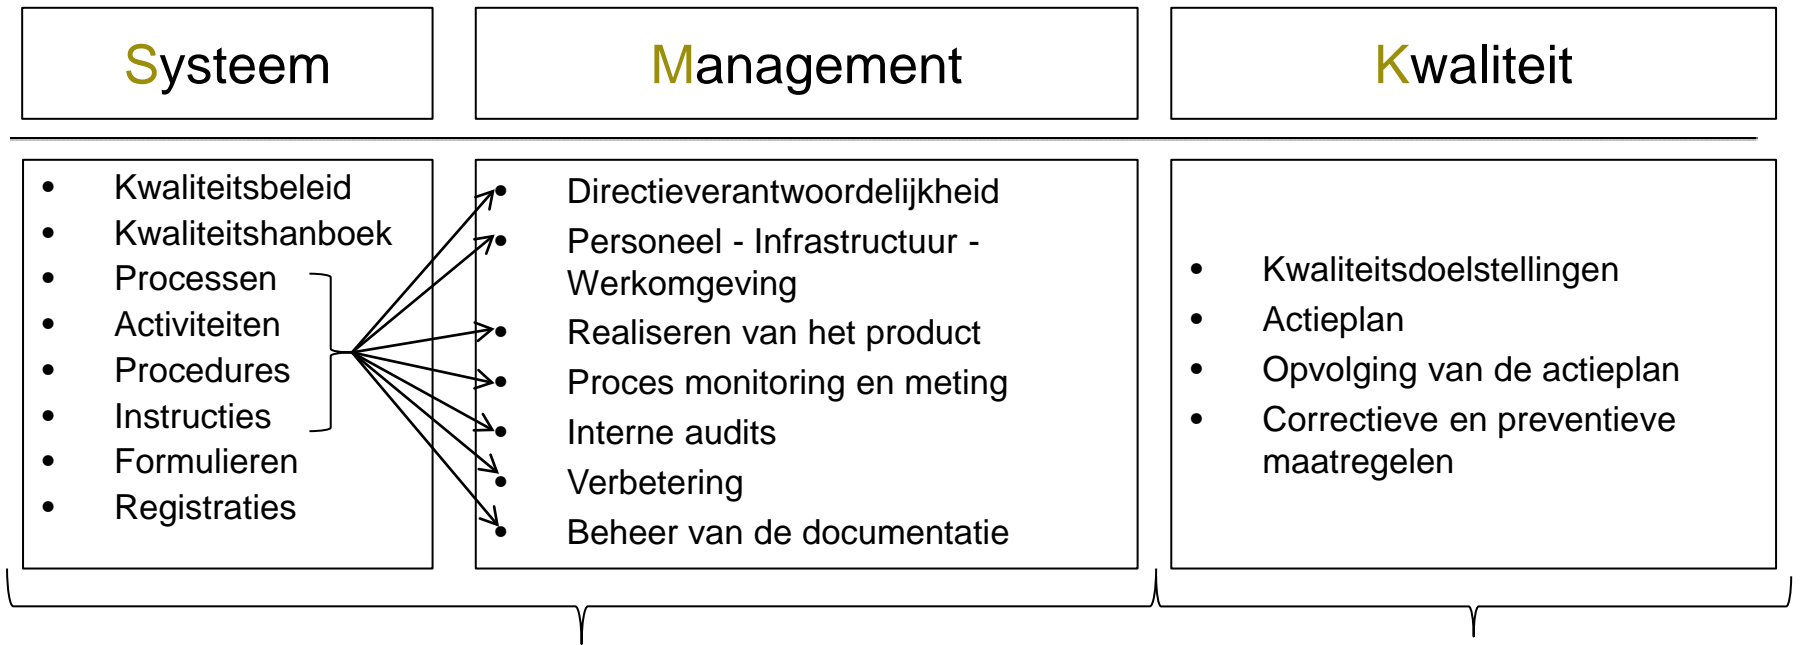 Systeem
Management
Kwaliteit
• Kwaliteitsbeleid
• Kwaliteitshanboek
• Processen
• Activiteiten
• Procedures
• Instructies
• Formulieren
• Registraties
• Directieverantwoordelijkheid
• Personeel - Infrastructuur -
Werkomgeving
• Realiseren van het product
• Proces monitoring en meting
• Interne audits
• Verbetering
• Beheer van de documentatie
• Kwaliteitsdoelstellingen
• Actieplan
• Opvolging van de actieplan
• Correctieve en preventieve
maatregelen